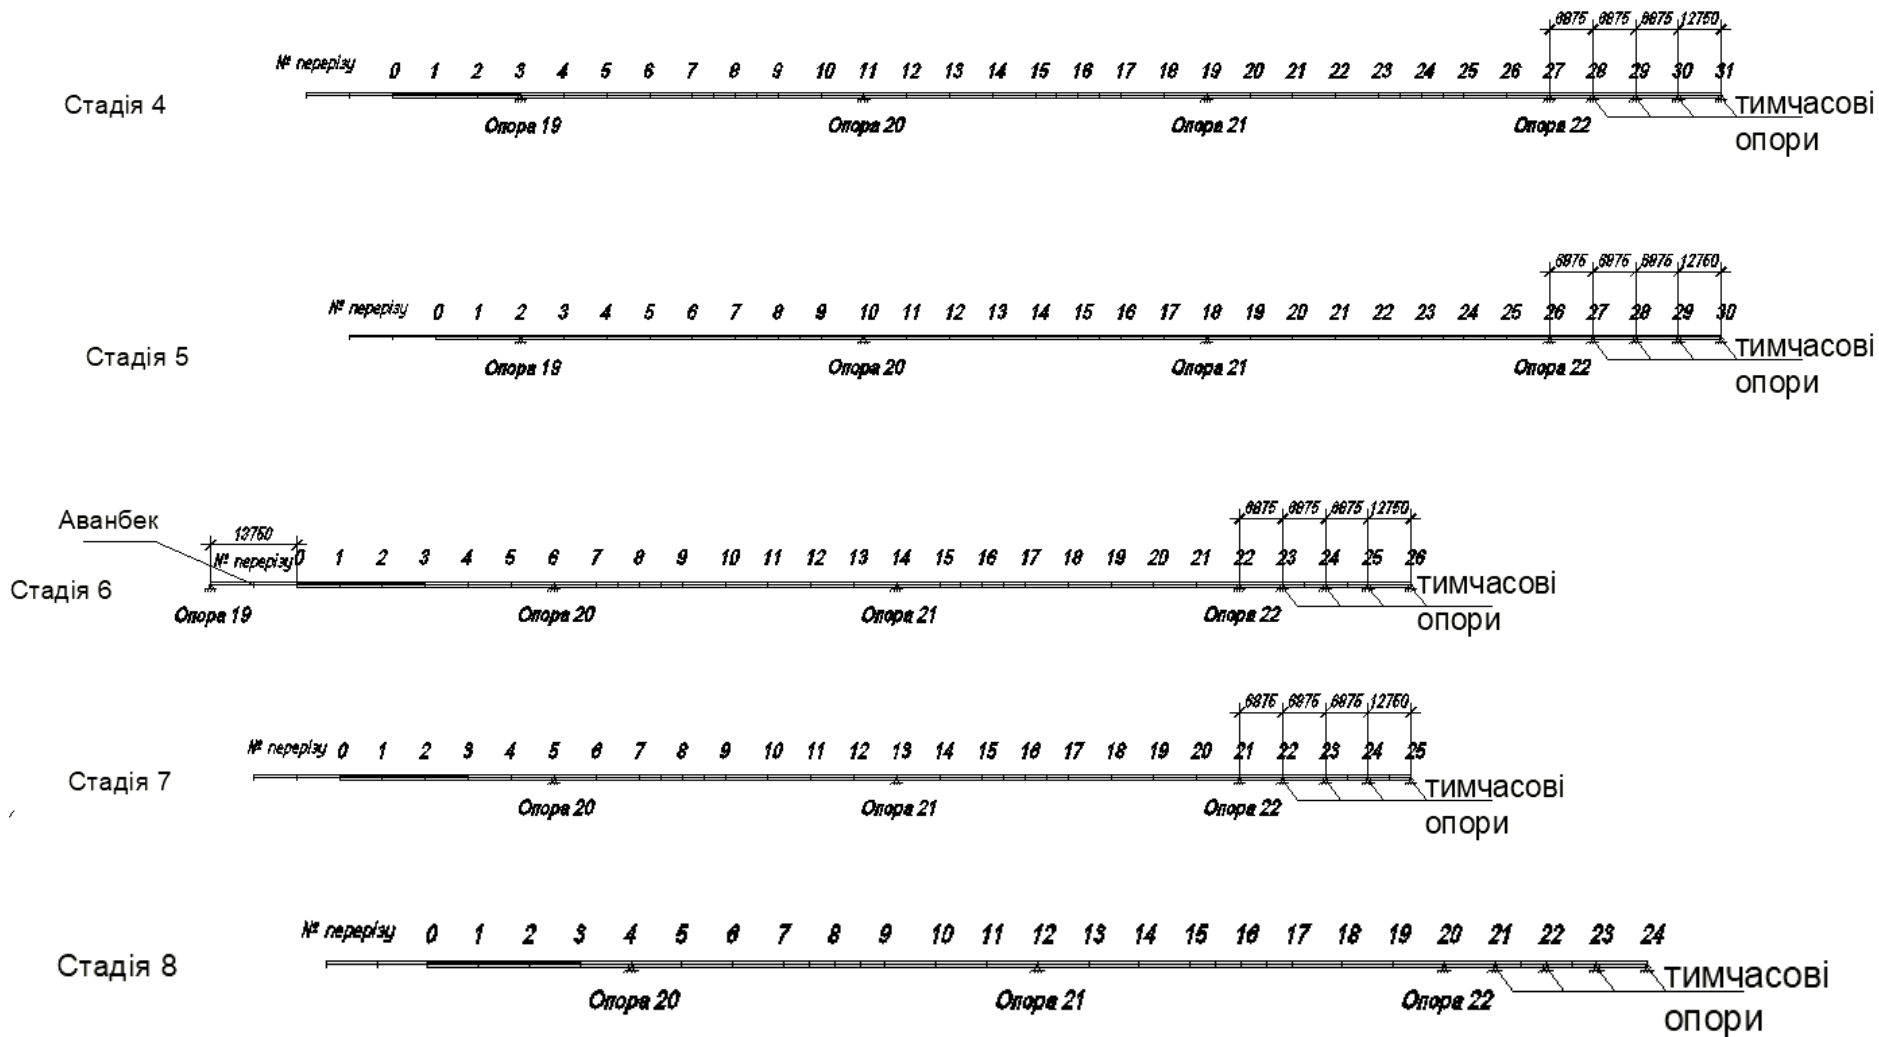 6875 6875 6875 12750
№ перерізу 0 1 2 3 4 5 6 7 8 9 10 11 12 13 14 15 16 17 18 19 20 21 22 23 24 25 26 27 28 29 30 31
Стадія 4
тимчасові
Опора 19 Опора 20 Опора 21 Опора 22
опори
6875 6875 6875 12750
№ перерізу 0 1 2 3 4 5 6 7 8 9 10 11 12 13 14 15 16 17 18 19 20 21 22 23 24 25 26 27 28 29 30
Стадія 5
тимчасові
Опора 19 Опора 20 Опора 21 Опора 22
опори
6875 6875 6875 12750
Аванбек
13750
№ перерізу 0 1 2 3 4 5 6 7 8 9 10 11 12 13 14 15 16 17 18 19 20 21 22 23 24 25 26
Стадія 6
тимчасові
Опора 19 Опора 20 Опора 21 Опора 22
опори
6875 6875 6875 12750
№ перерізу 0 1 2 3 4 5 6 7 8 9 10 11 12 13 14 15 16 17 18 19 20 21 22 23 24 25
Стадія 7
тимчасові
Опора 20 Опора 21 Опора 22
опори
№ перерізу 0 1 2 3 4 5 6 7 8 9 10 11 12 13 14 15 16 17 18 19 20 21 22 23 24
Стадія 8
тимчасові
Опора 20 Опора 21 Опора 22
опори